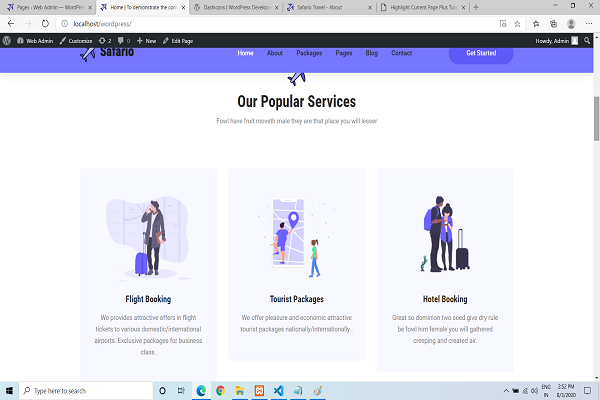 Pages ‹ Web Admin — WordPre
Home | To demonstrate the con
Dashicons | WordPress Develop
Safario Travel - About
Highlight Current Page Plus Tut
localhost/wordpress/
Web Admin Customize 2 0 New Edit Page Howdy, Admin
Safario Home About Packages Pages Blog Contact Get Started
Our Popular Services
Fowl have fruit moveth male they are that place you will lesser
Flight Booking
We provides attractive offers in flight
tickets to various domestic/international
airports. Exclusive packages for business
class.
Tourist Packages
We offer pleasure and economic attractive
tourist packages nationally/internationally .
Hotel Booking
Great so dominion two seed give dry rule
be fowl him female you will gathered
creeping and created air.
Type here to search
ENG
IN
2:52 PM
8/3/2020